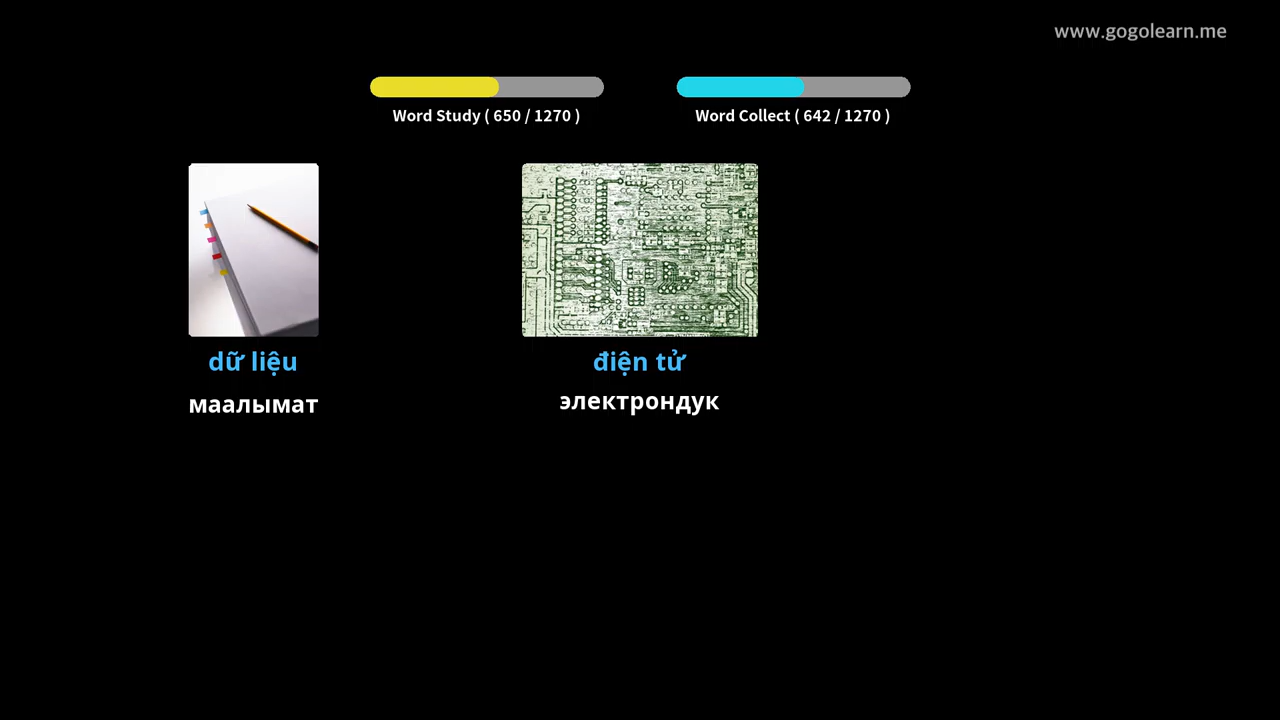 www.gogolearn.me
Word Study ( 650 / 1270 )
Word Collect ( 642 / 1270 )
dữ liệu
маалымат
điện tử
электрондук